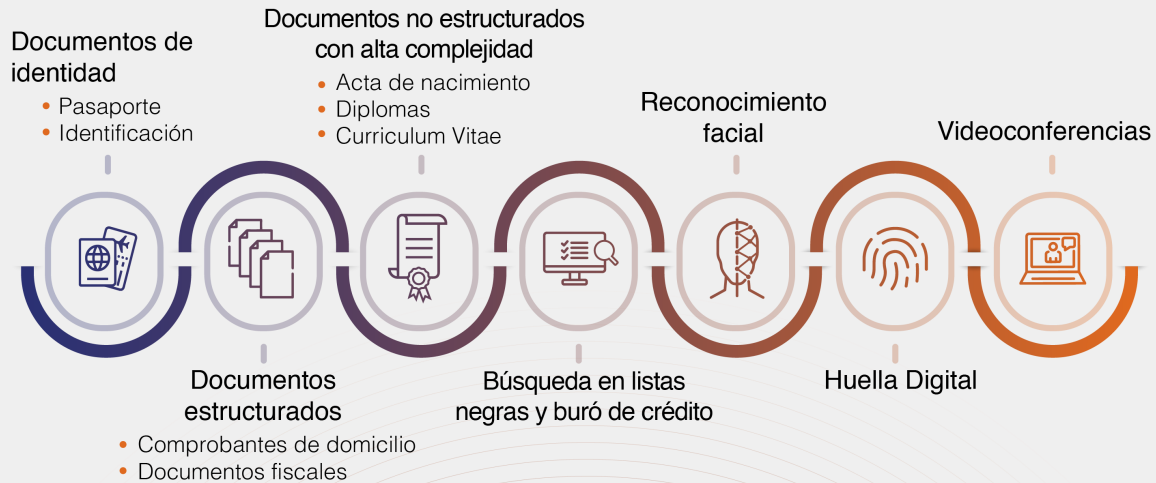 Documentos de
identidad
• Pasaporte
• Identificación
Documentos
estructurados
• Comprobantes de domicilio
• Documentos fiscales
Documentos no estructurados
con alta complejidad
• Acta de nacimiento
• Diplomas
• Curriculum Vitae
Búsqueda en listas
negras y buró de crédito
Reconocimiento
facial
Huella Digital
Videoconferencias